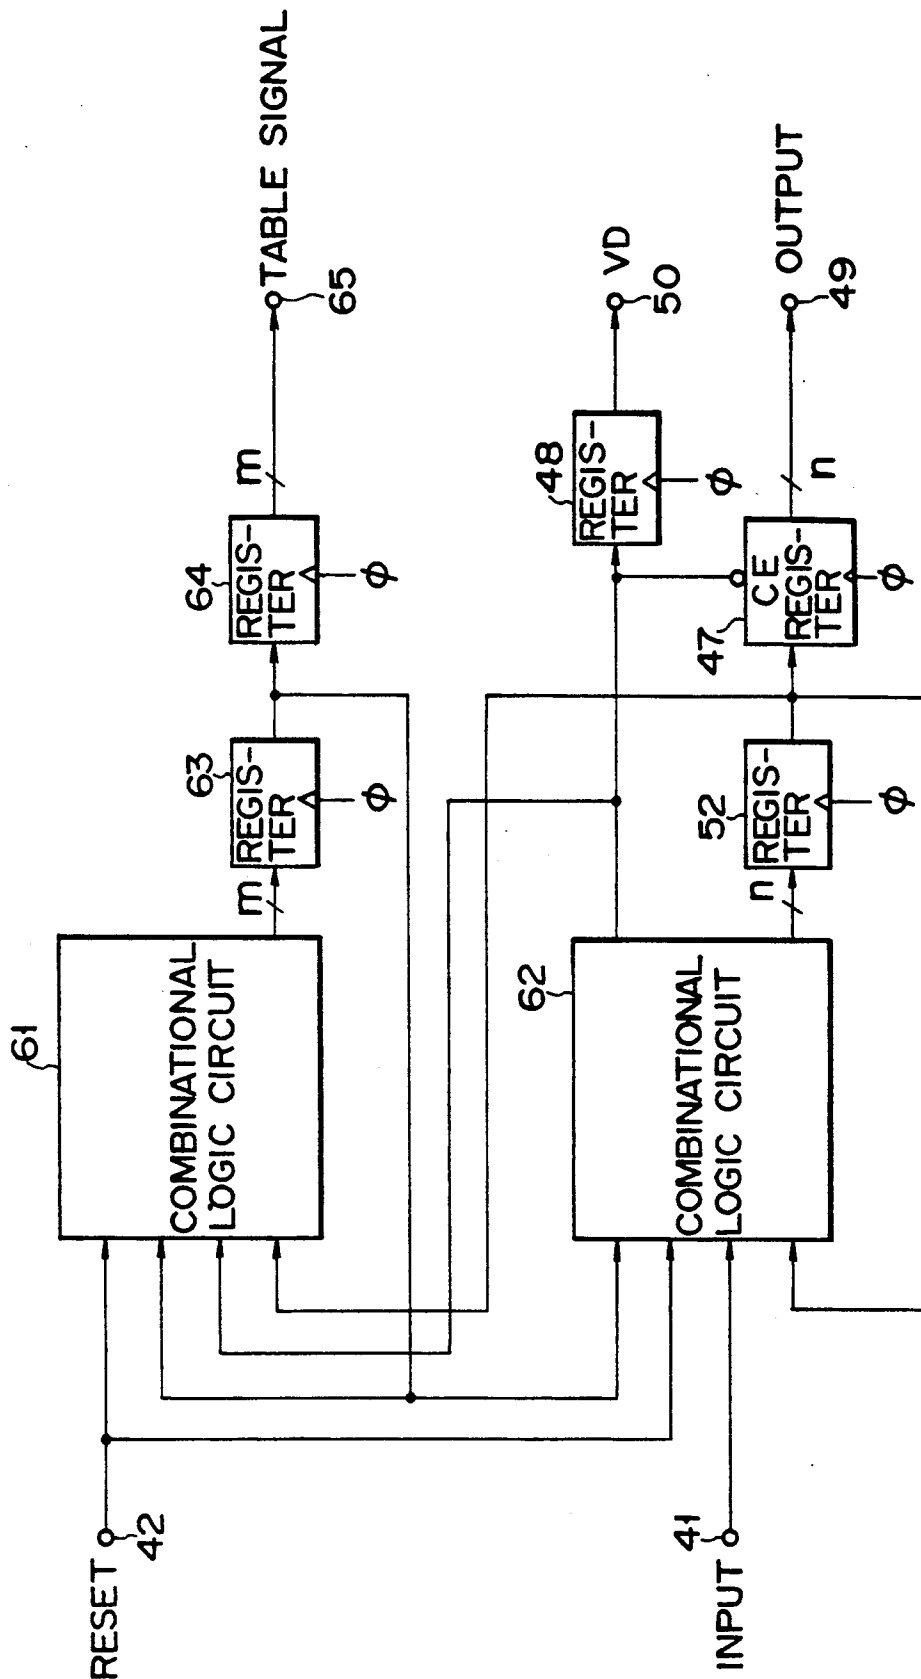 RESET
42
61
COMBINATIONAL
LOGIC CIRCUIT
m
63
REGIS-
TER
φ
64
REGIS-
TER
φ
m
TABLE SIGNAL
65
INPUT
41
62
COMBINATIONAL
LOGIC CIRCUIT
n
52
REGIS-
TER
φ
48
REGIS-
TER
φ
VD
50
47
CE
REGIS-
TER
φ
n
OUTPUT
49